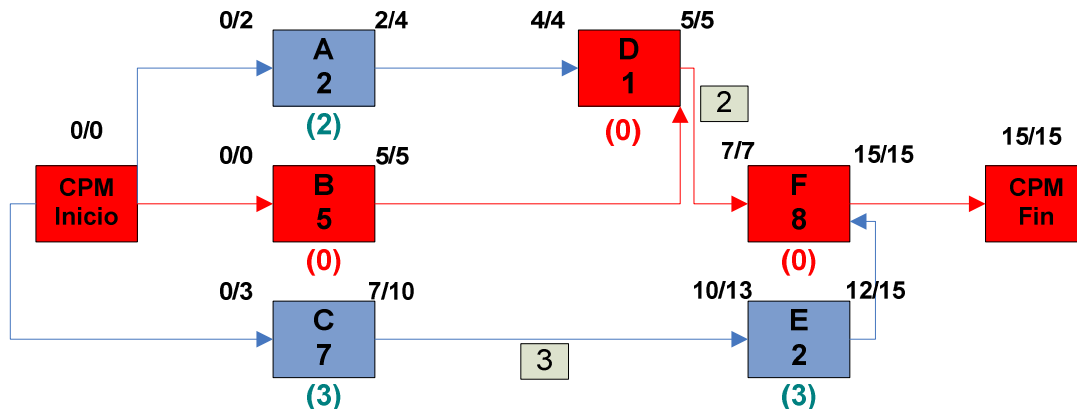 0/2
2/4
4/4
5/5
A
2
D
1
(2)
(0)
2
0/0
0/0
5/5
7/7
15/15
15/15
CPM
Inicio
B
5
F
8
CPM
Fin
(0)
(0)
0/3
7/10
10/13
12/15
C
7
3
E
2
(3)
(3)